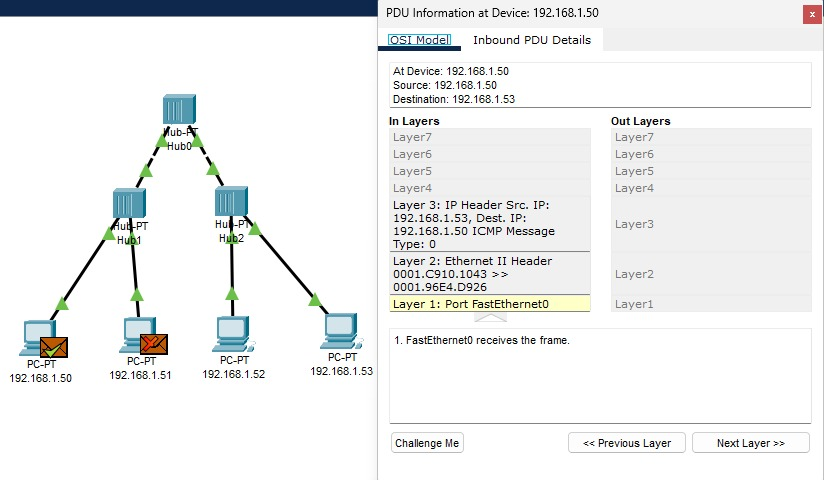 PDU Information at Device: 192.168.1.50
x
OSI Model
Inbound PDU Details
At Device: 192.168.1.50
Source: 192.168.1.50
Destination: 192.168.1.53
In Layers
Layer7
Layer6
Layer5
Layer4
Layer 3: IP Header Src. IP:
192.168.1.53, Dest. IP:
192.168.1.50 ICMP Message
Type: 0
Layer 2: Ethernet II Header
0001.C910.1043 >>
0001.96E4.D926
Layer 1: Port FastEthernet0
Out Layers
Layer7
Layer6
Layer5
Layer4
Layer3
Layer2
Layer1
1. FastEthernet0 receives the frame.
Challenge Me
<< Previous Layer
Next Layer >>
Hub-PT
Hub0
Hub-PT
Hub1
Hub-PT
Hub2
PC-PT
192.168.1.50
PC-PT
192.168.1.51
PC-PT
192.168.1.52
PC-PT
192.168.1.53